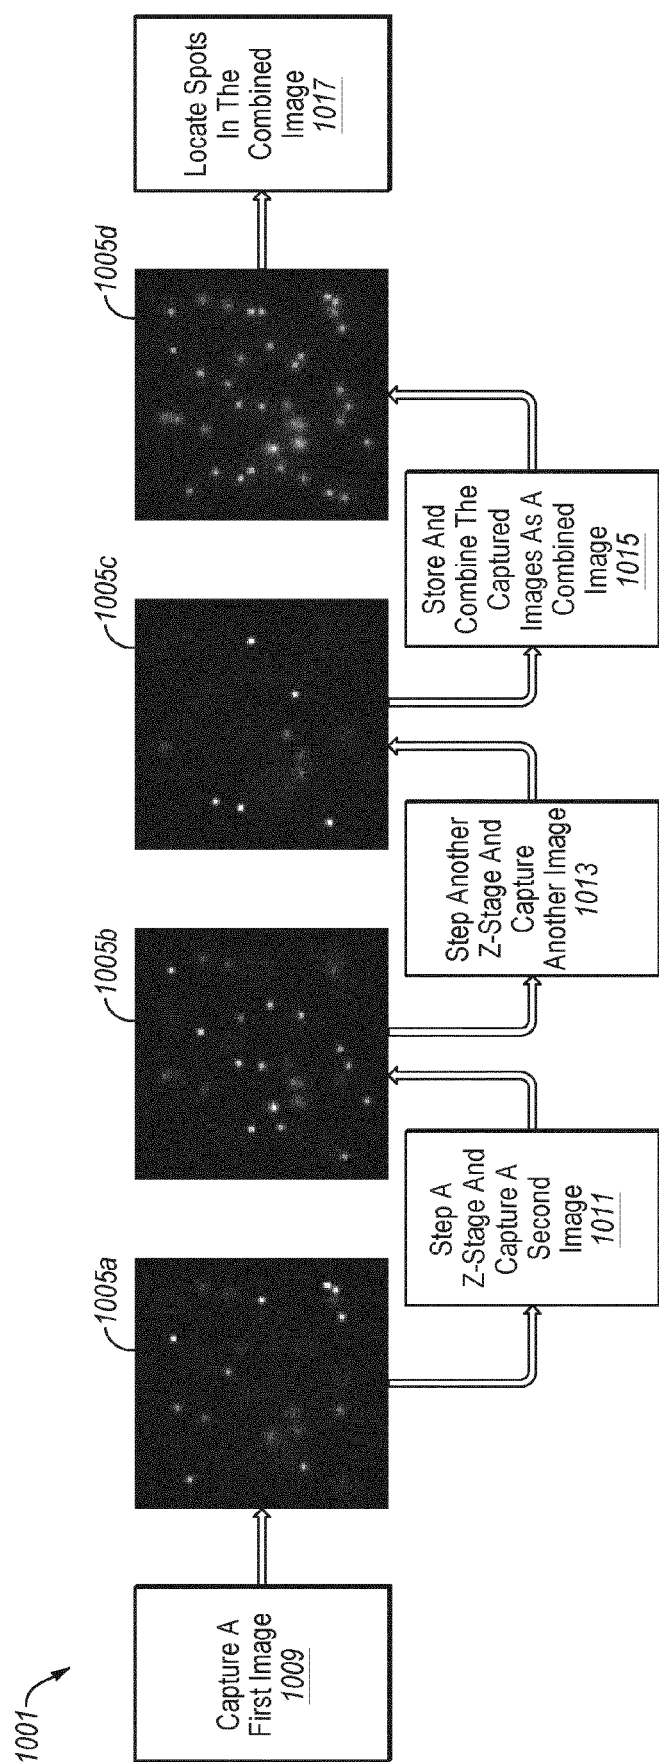 1001
Capture A
First Image
1009
1005a
Step A
Z-Stage And
Capture A
Second
Image
1011
1005b
Step Another
Z-Stage And
Capture
Another Image
1013
1005c
Store And
Combine The
Captured
Images As A
Combined
Image
1015
1005d
Locate Spots
In The
Combined
Image
1017